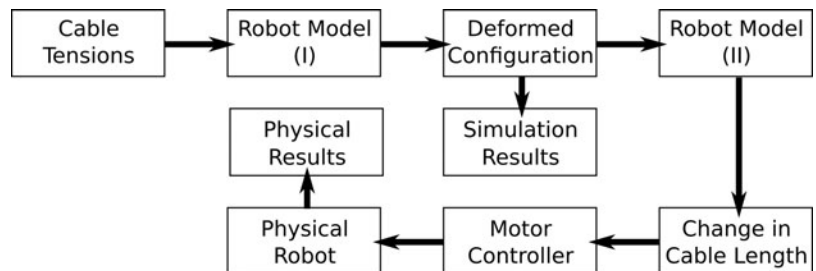 Cable
Tensions
Robot Model
(I)
Deformed
Configuration
Robot Model
(II)
Physical
Results
Simulation
Results
Physical
Robot
Motor
Controller
Change in
Cable Length